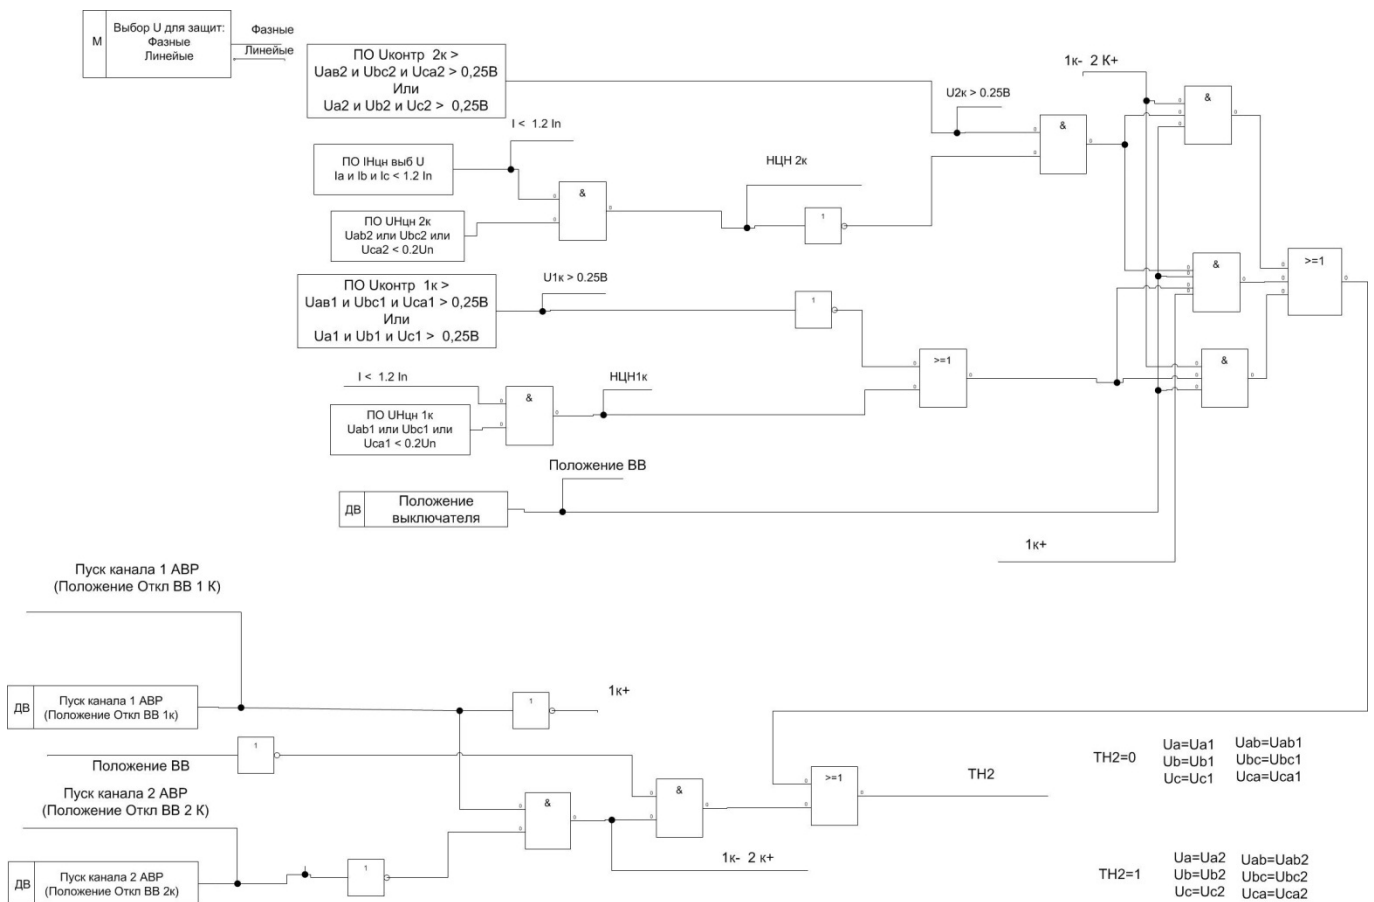 М
Выбор U для защит:
Фазные
Линейые
Фазные
Линейые
ПО Uконтр 2к >
Uав2 и Ubc2 и Uca2 > 0,25В
Или
Ua2 и Ub2 и Uc2 > 0,25В
1к- 2 К+
U2к > 0.25В
I < 1.2 In
ПО IНцн выб U
Ia и Ib и Ic < 1.2 In
НЦН 2к
ПО UНцн 2к
Uab2 или Ubc2 или
Uca2 < 0.2Un
&
&
&
1
ПО Uконтр 1к >
Uав1 и Ubc1 и Uca1 > 0,25В
Или
Ua1 и Ub1 и Uc1 > 0,25В
U1к > 0.25В
1
&
>=1
I < 1.2 In
НЦН1к
ПО UНцн 1к
Uab1 или Ubc1 или
Uca1 < 0.2Un
&
>=1
&
Положение ВВ
ДВ
Положение
выключателя
1к+
Пуск канала 1 АВР
(Положение Откл ВВ 1 К)
ДВ
Пуск канала 1 АВР
(Положение Откл ВВ 1к)
1
1к+
Положение ВВ
1
Пуск канала 2 АВР
(Положение Откл ВВ 2 К)
ДВ
Пуск канала 2 АВР
(Положение Откл ВВ 2к)
1
&
&
1к- 2 к+
>=1
ТН2
ТН2=0
Ua=Ua1 Uab=Uab1
Ub=Ub1 Ubc=Ubc1
Uc=Uc1 Uca=Uca1
ТН2=1
Ua=Ua2 Uab=Uab2
Ub=Ub2 Ubc=Ubc2
Uc=Uc2 Uca=Uca2